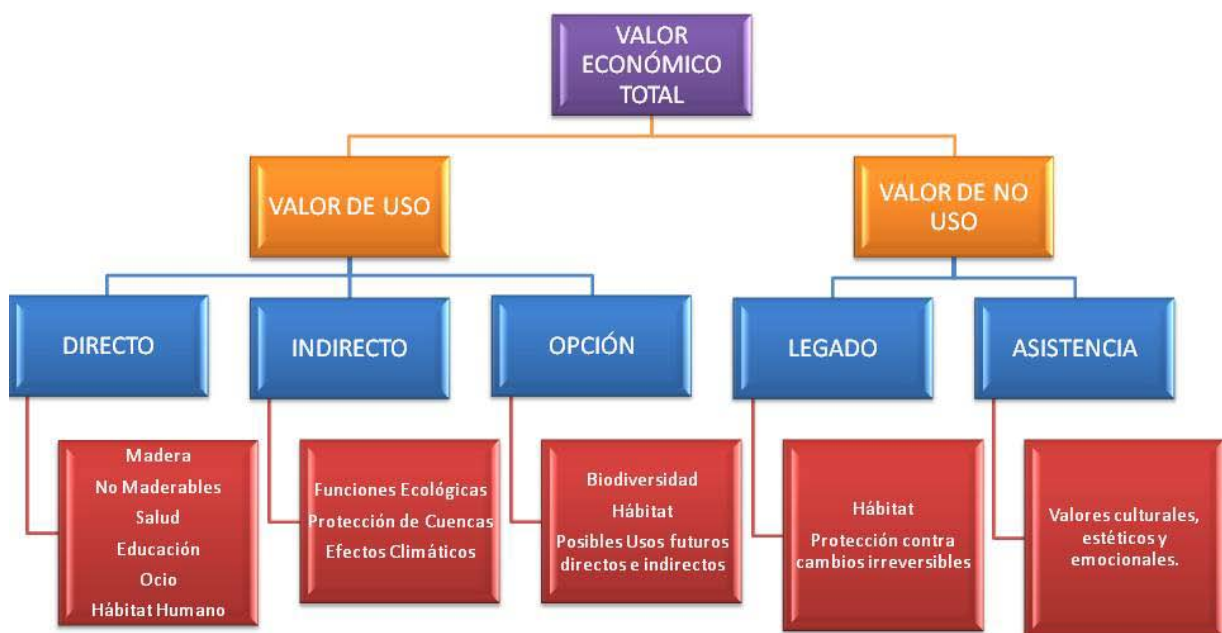 VALOR
ECONÓMICO
TOTAL
VALOR DE USO
VALOR DE NO
USO
DIRECTO
INDIRECTO
OPCIÓN
LEGADO
ASISTENCIA
Madera
No Maderables
Salud
Educación
Ocio
Hábitat Humano
Funciones Ecológicas
Protección de Cuencas
Efectos Climáticos
Biodiversidad
Hábitat
Posibles Usos futuros
directos e indirectos
Hábitat
Protección contra
cambios irreversibles
Valores culturales,
estéticos y
emocionales.